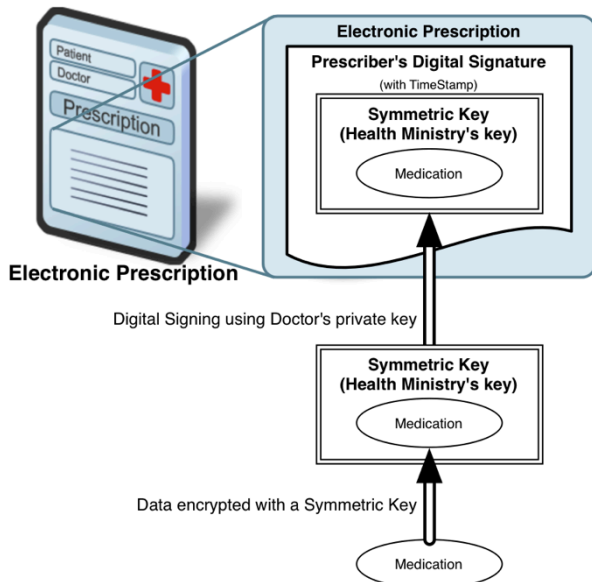 Patient
Doctor
Prescription
Electronic Prescription
Electronic Prescription
Prescriber's Digital Signature
(with TimeStamp)
Symmetric Key
(Health Ministry's key)
Medication
Digital Signing using Doctor's private key
Symmetric Key
(Health Ministry's key)
Medication
Data encrypted with a Symmetric Key
Medication